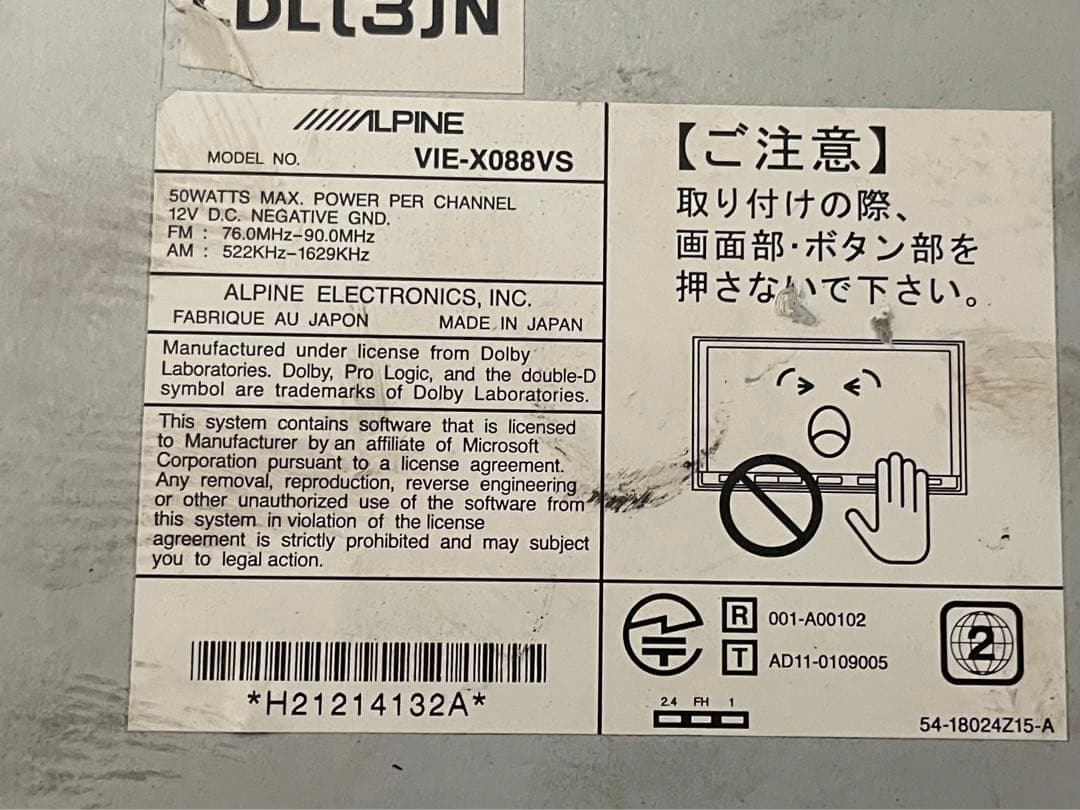 DL(3)N
ALPINE
MODEL NO. VIE-X088VS
50WATTS MAX. POWER PER CHANNEL
12V D.C. NEGATIVE GND.
FM : 76.0MHz-90.0MHz
AM : 522KHz-1629KHz
ALPINE ELECTRONICS, INC.
FABRIQUE AU JAPON MADE IN JAPAN
Manufactured under license from Dolby
Laboratories. Dolby, Pro Logic, and the double-D
symbol are trademarks of Dolby Laboratories.
This system contains software that is licensed
to Manufacturer by an affiliate of Microsoft
Corporation pursuant to a license agreement.
Any removal, reproduction, reverse engineering
or other unauthorized use of the software from
this system in violation of the license
agreement is strictly prohibited and may subject
you to legal action.
*H21214132A*
【ご注意】
取り付けの際、
画面部・ボタン部を
押さないで下さい。
R 001-A00102
T AD11-0109005
2
2.4 FH 1
54-18024Z15-A